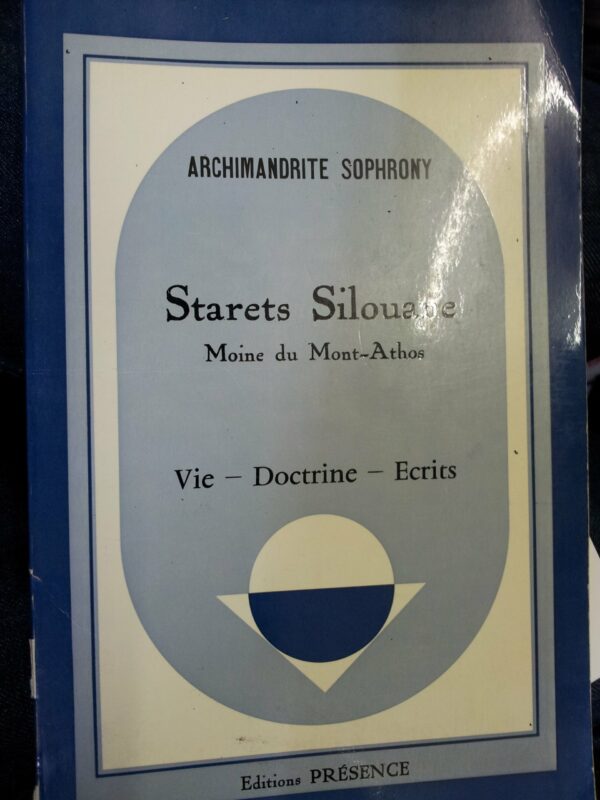 ARCHIMANDRITE SOPHRONY
Starets Silouane
Moine du Mont-Athos
Vie – Doctrine – Ecrits
Editions PRÉSENCE